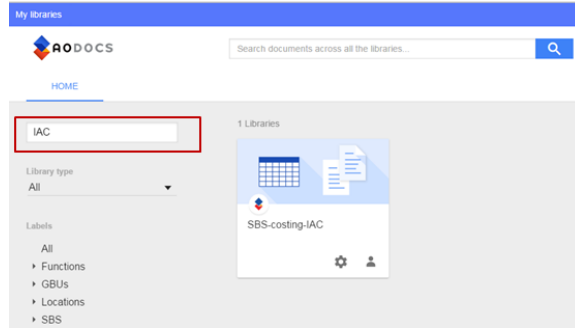 My libraries
AODOCS
Search documents across all the libraries...
HOME
IAC
1 Libraries
Library type
All
SBS-costing-IAC
Labels
All
Functions
GBUs
Locations
SBS